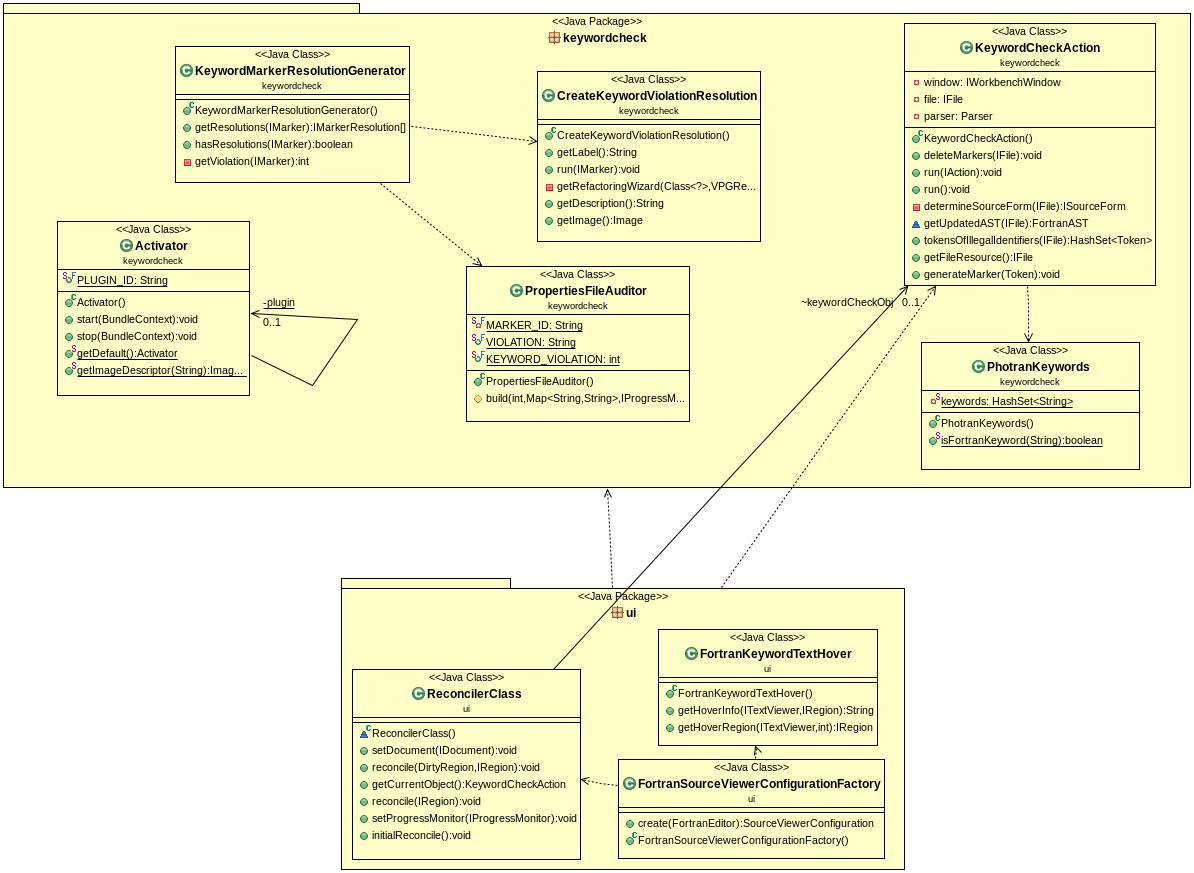 <<Java Package>>
keywordcheck
<<Java Class>>
KeywordMarkerResolutionGenerator
keywordcheck
KeywordMarkerResolutionGenerator()
getResolutions(IMarker):IMarkerResolution[]
hasResolutions(IMarker):boolean
getViolation(IMarker):int
<<Java Class>>
CreateKeywordViolationResolution
keywordcheck
CreateKeywordViolationResolution()
getLabel():String
run(IMarker):void
getRefactoringWizard(Class<?>,VPGRe...
getDescription():String
getImage():Image
<<Java Class>>
KeywordCheckAction
keywordcheck
window: IWorkbenchWindow
file: IFile
parser: Parser
KeywordCheckAction()
deleteMarkers(IFile):void
run(IAction):void
run():void
determineSourceForm(IFile):ISourceForm
getUpdatedAST(IFile):FortranAST
tokensOfIllegalIdentifiers(IFile):HashSet<Token>
getFileResource():IFile
generateMarker(Token):void
<<Java Class>>
Activator
keywordcheck
PLUGIN_ID: String
Activator()
start(BundleContext):void
stop(BundleContext):void
getDefault():Activator
getImageDescriptor(String):Imag...
-plugin
0..1
<<Java Class>>
PropertiesFileAuditor
keywordcheck
MARKER_ID: String
VIOLATION: String
KEYWORD_VIOLATION: int
PropertiesFileAuditor()
build(int,Map<String,String>,IProgressM...
~keywordCheckObj 0..1
<<Java Class>>
PhotranKeywords
keywordcheck
keywords: HashSet<String>
PhotranKeywords()
isFortranKeyword(String):boolean
<<Java Package>>
ui
<<Java Class>>
ReconcilerClass
ui
ReconcilerClass()
setDocument(IDocument):void
reconcile(DirtyRegion,IRegion):void
getCurrentObject():KeywordCheckAction
reconcile(IRegion):void
setProgressMonitor(IProgressMonitor):void
initialReconcile():void
<<Java Class>>
FortranKeywordTextHover
ui
FortranKeywordTextHover()
getHoverInfo(ITextViewer,IRegion):String
getHoverRegion(ITextViewer,int):IRegion
<<Java Class>>
FortranSourceViewerConfigurationFactory
ui
create(FortranEditor):SourceViewerConfiguration
FortranSourceViewerConfigurationFactory()